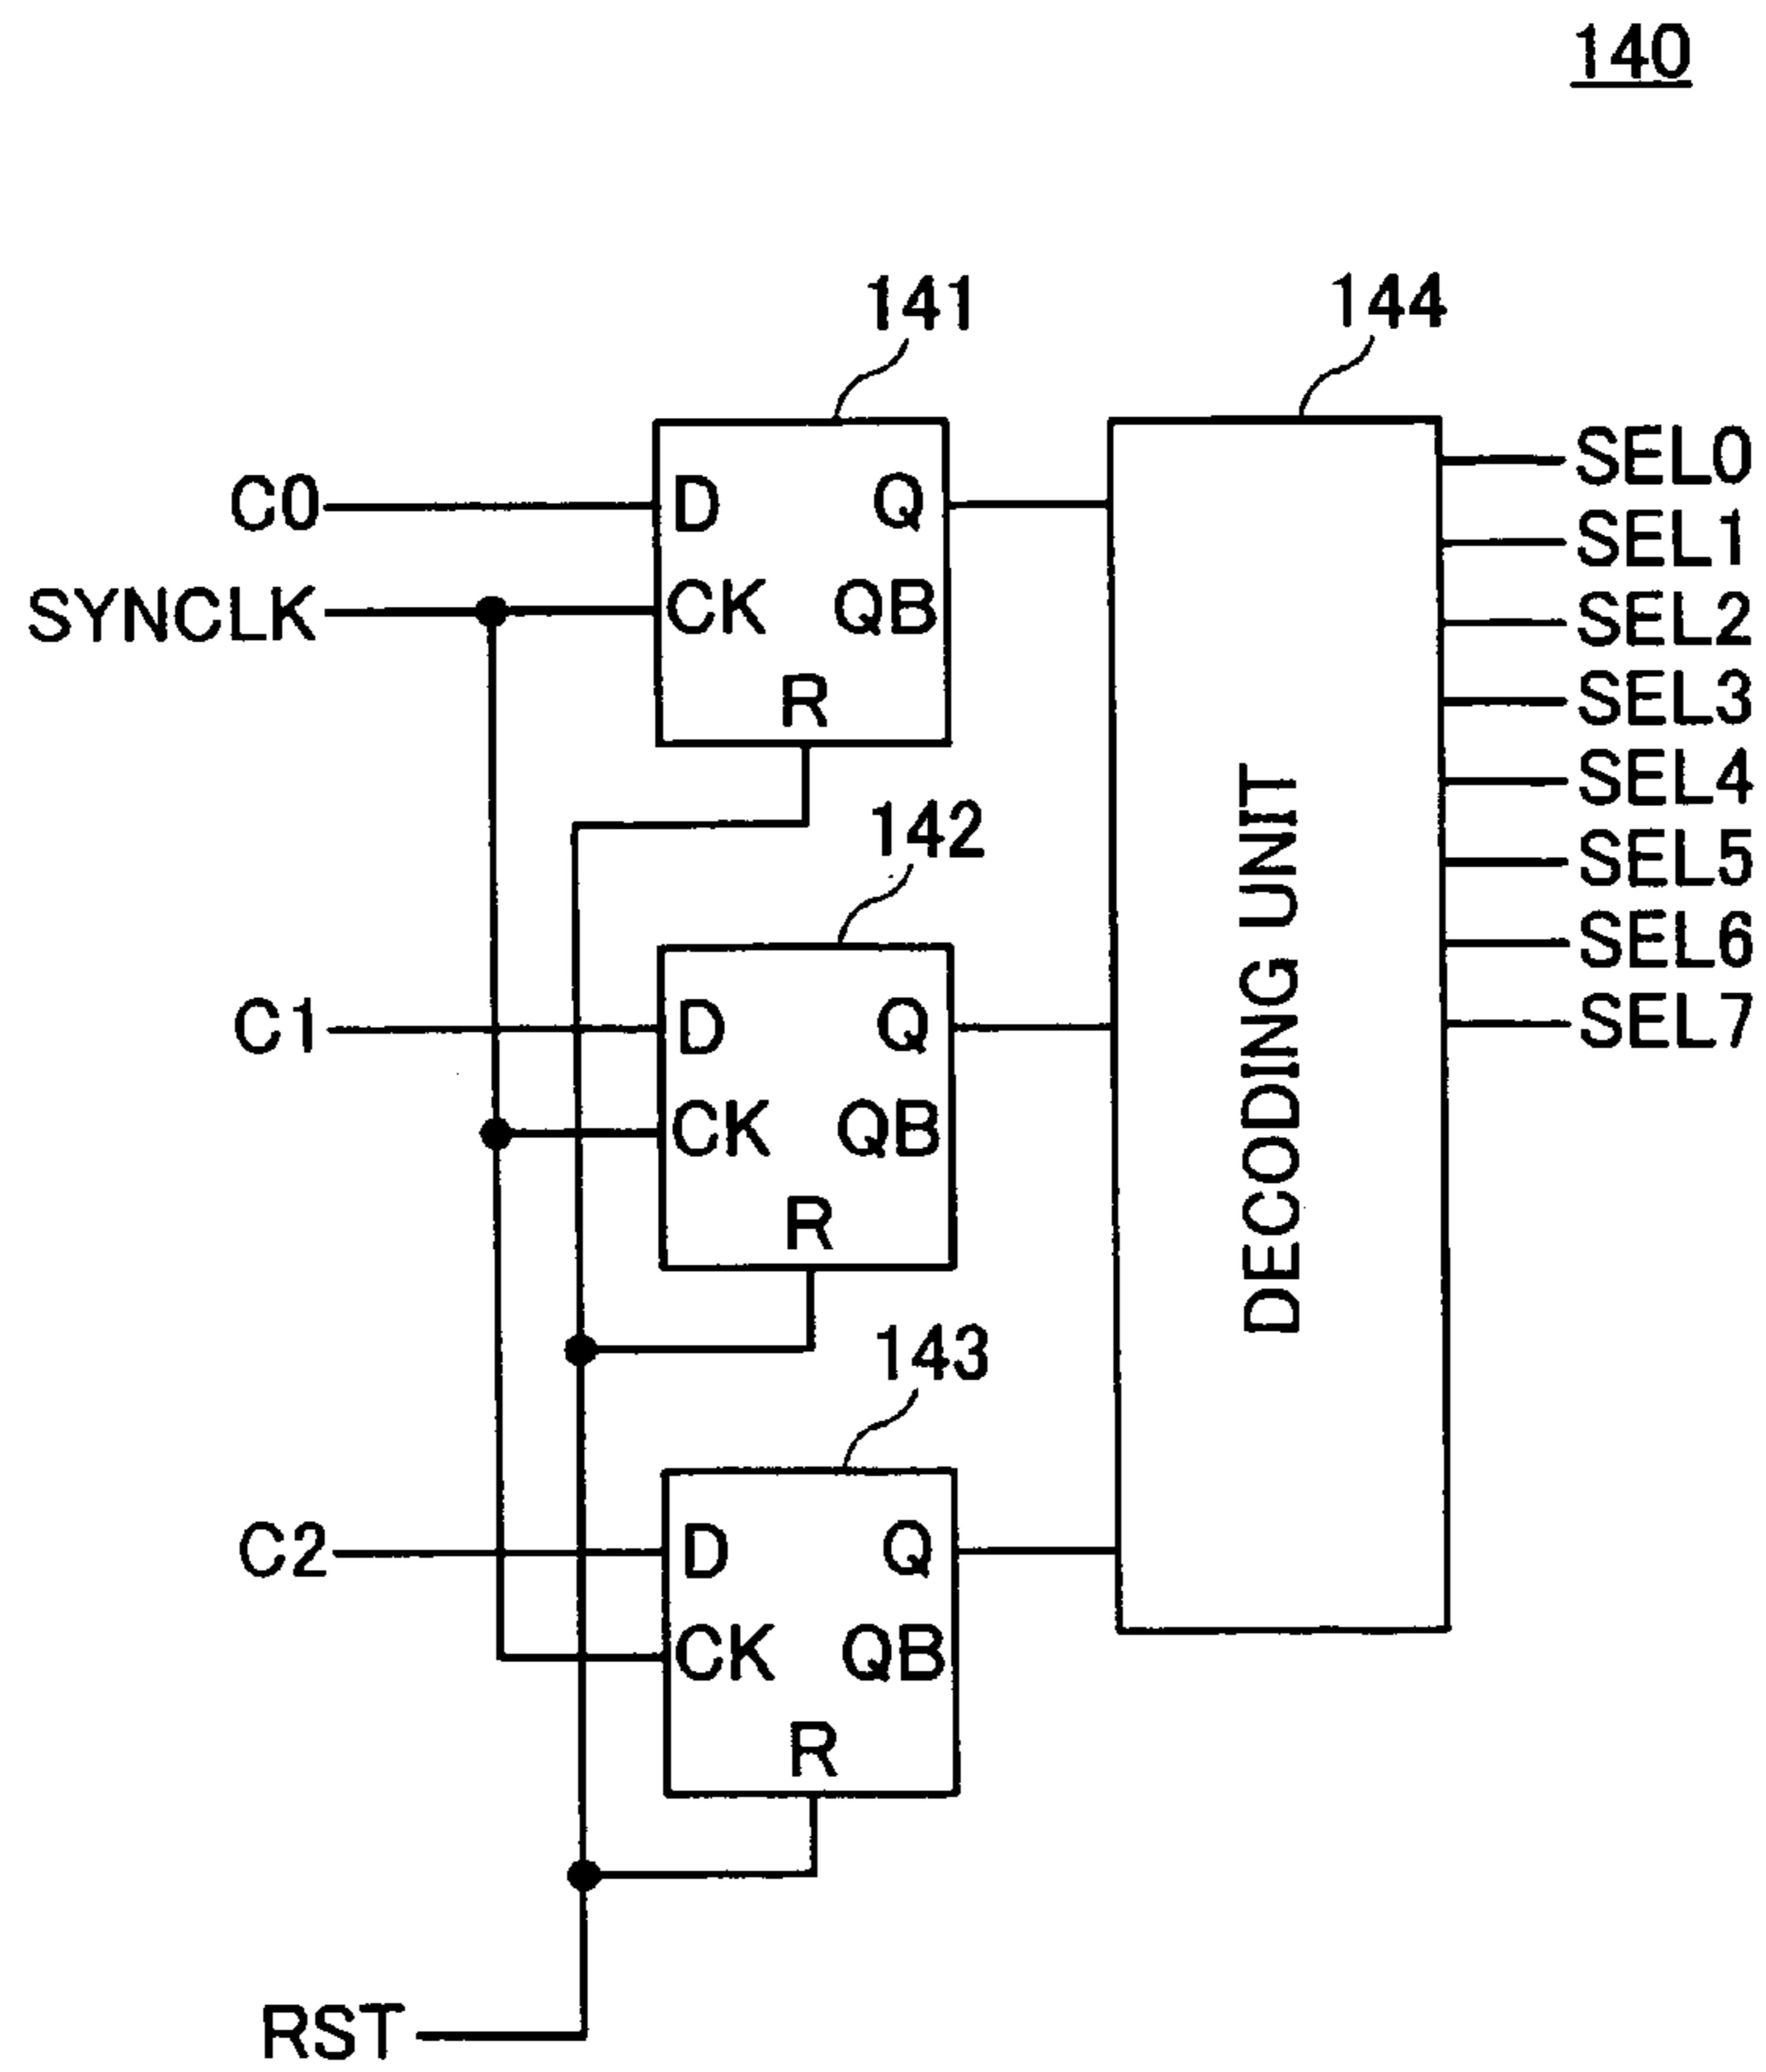 140
141
144
C0
D
Q
SYNCLK
CK
QB
R
SEL0
SEL1
SEL2
SEL3
SEL4
SEL5
SEL6
SEL7
DECODING UNIT
142
C1
D
Q
CK
QB
R
143
C2
D
Q
CK
QB
R
RST